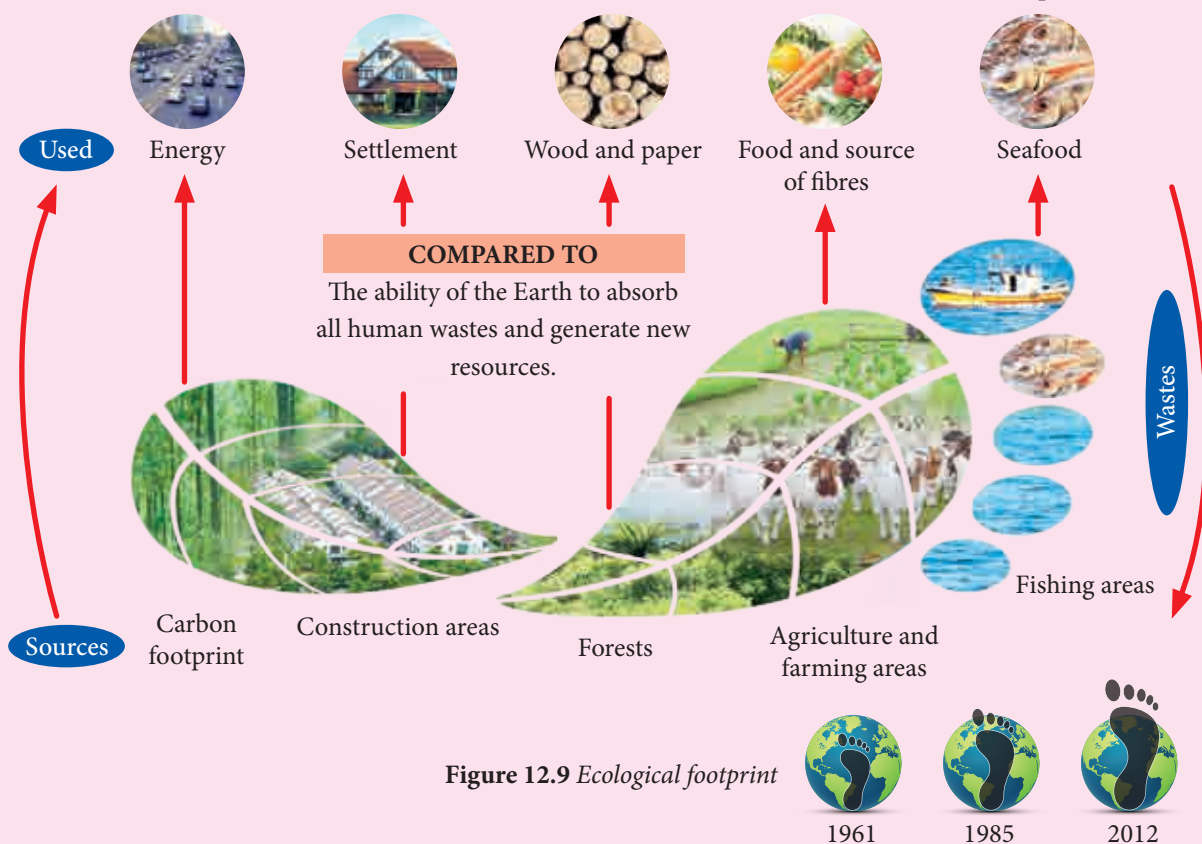 Used
Energy
Settlement
Wood and paper
Food and source
of fibres
Seafood
COMPARED TO
The ability of the Earth to absorb
all human wastes and generate new
resources.
Wastes
Sources
Carbon
footprint
Construction areas
Forests
Agriculture and
farming areas
Fishing areas
Figure 12.9 Ecological footprint
1961
1985
2012